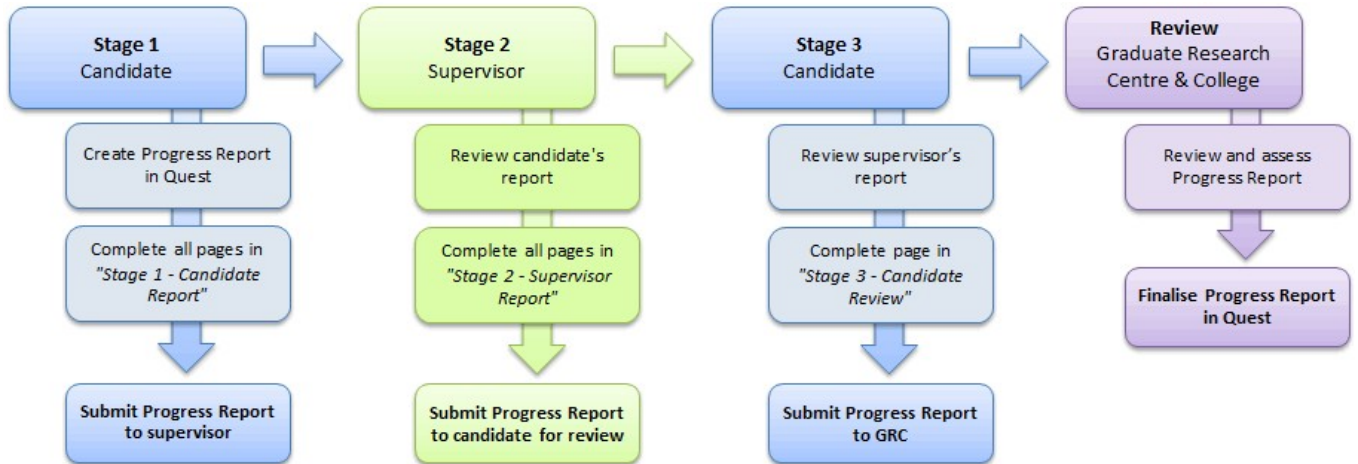 Stage 1
Candidate
Create Progress Report
in Quest
Complete all pages in
"Stage 1 - Candidate
Report"
Submit Progress Report
to supervisor
Stage 2
Supervisor
Review candidate's
report
Complete all pages in
"Stage 2 - Supervisor
Report"
Submit Progress Report
to candidate for review
Stage 3
Candidate
Review supervisor’s
report
Complete page in
"Stage 3 - Candidate
Review"
Submit Progress Report
to GRC
Review
Graduate Research
Centre & College
Review and assess
Progress Report
Finalise Progress Report
in Quest